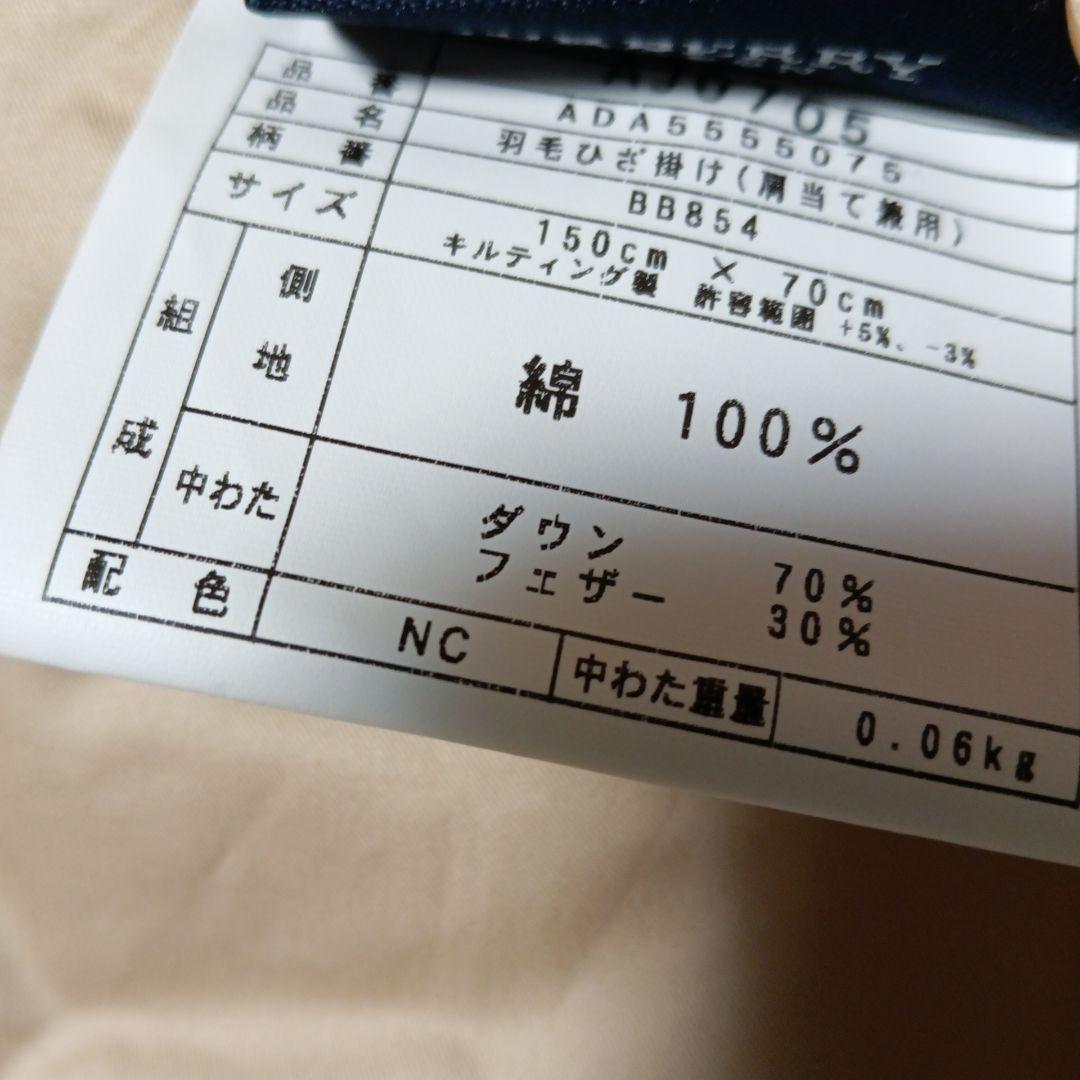 品番 ADA5555075
品名 羽毛ひざ掛け(肩当て兼用)
柄番 BB854
サイズ 150cm × 70cm
キルティング製 許容範囲 +5%、-3%
組成 側地 綿 100%
中わた ダウン 70%
フェザー 30%
配色 NC 中わた重量 0.06kg